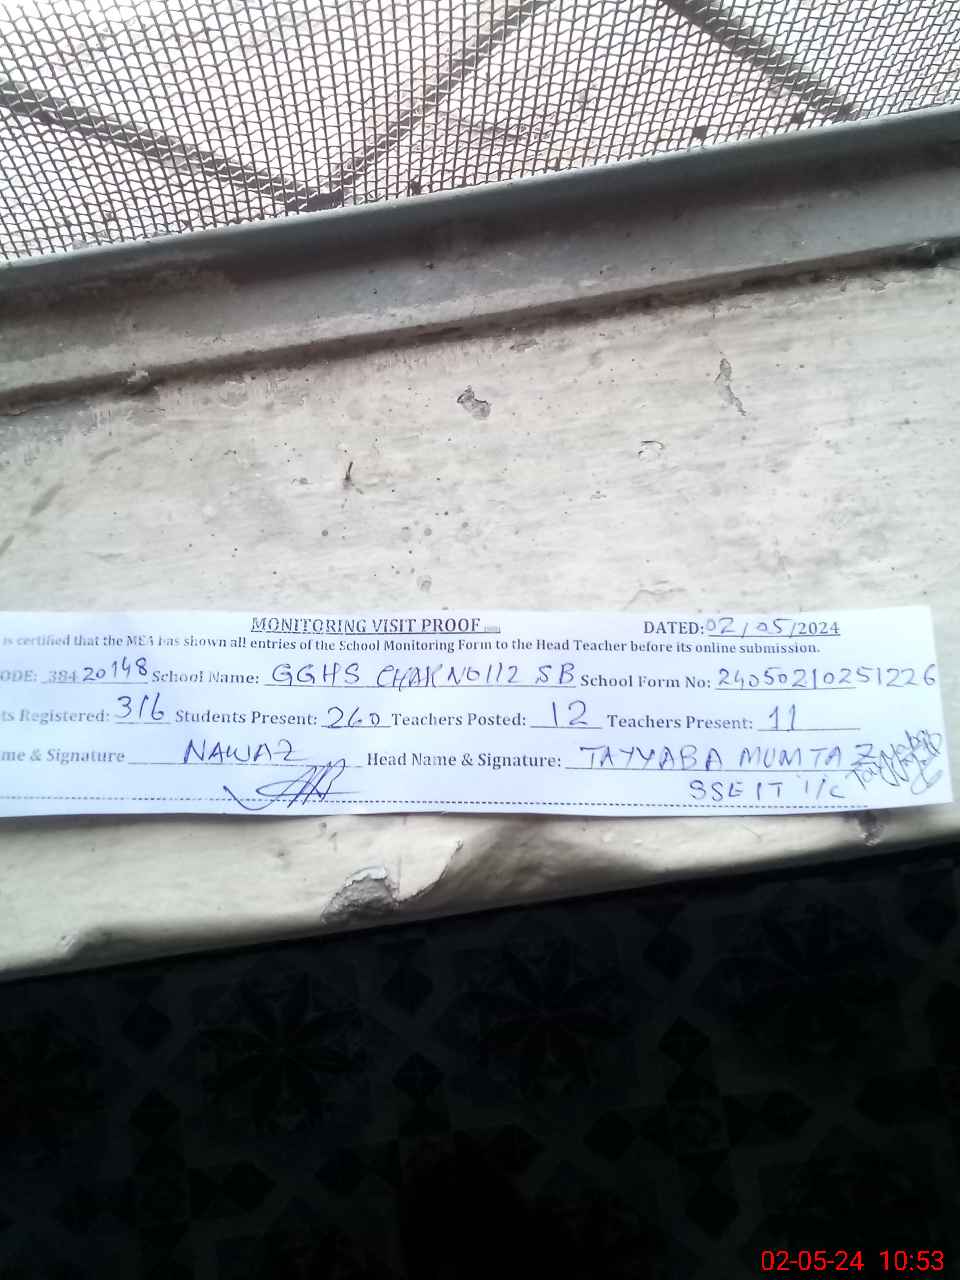 MONITORING VISIT PROOF DATED: 02/05/2024
is certified that the MEA has shown all entries of the School Monitoring Form to the Head Teacher before its online submission.
ODE: 38420148 School Name: GGHS CHAK NO 112 SB School Form No: 24050210251226
ts Registered: 316 Students Present: 260 Teachers Posted: 12 Teachers Present: 11
me & Signature NAWAZ Head Name & Signature: TAYYABA MUMTAZ
SSE IT i/c
02-05-24 10:53